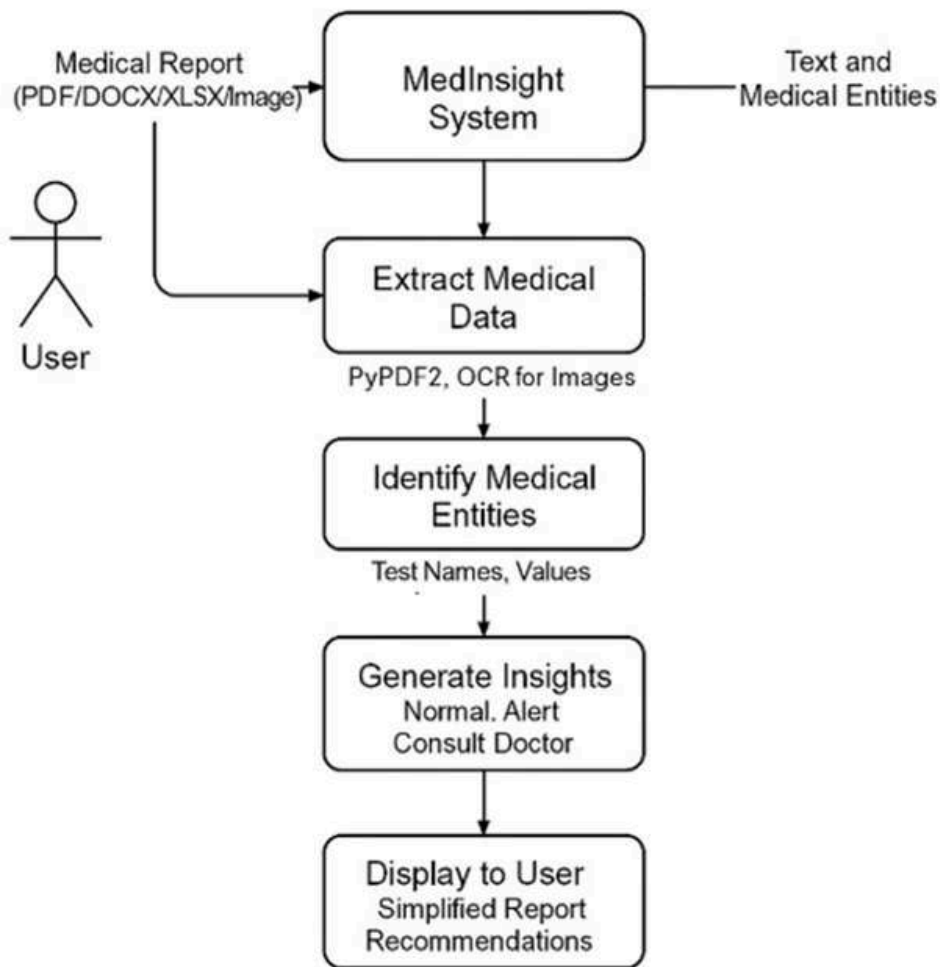 Medical Report
(PDF/DOCX/XLSX/Image)
MedInsight
System
Text and
Medical Entities
User
Extract Medical
Data
PyPDF2, OCR for Images
Identify Medical
Entities
Test Names, Values
Generate Insights
Normal. Alert
Consult Doctor
Display to User
Simplified Report
Recommendations